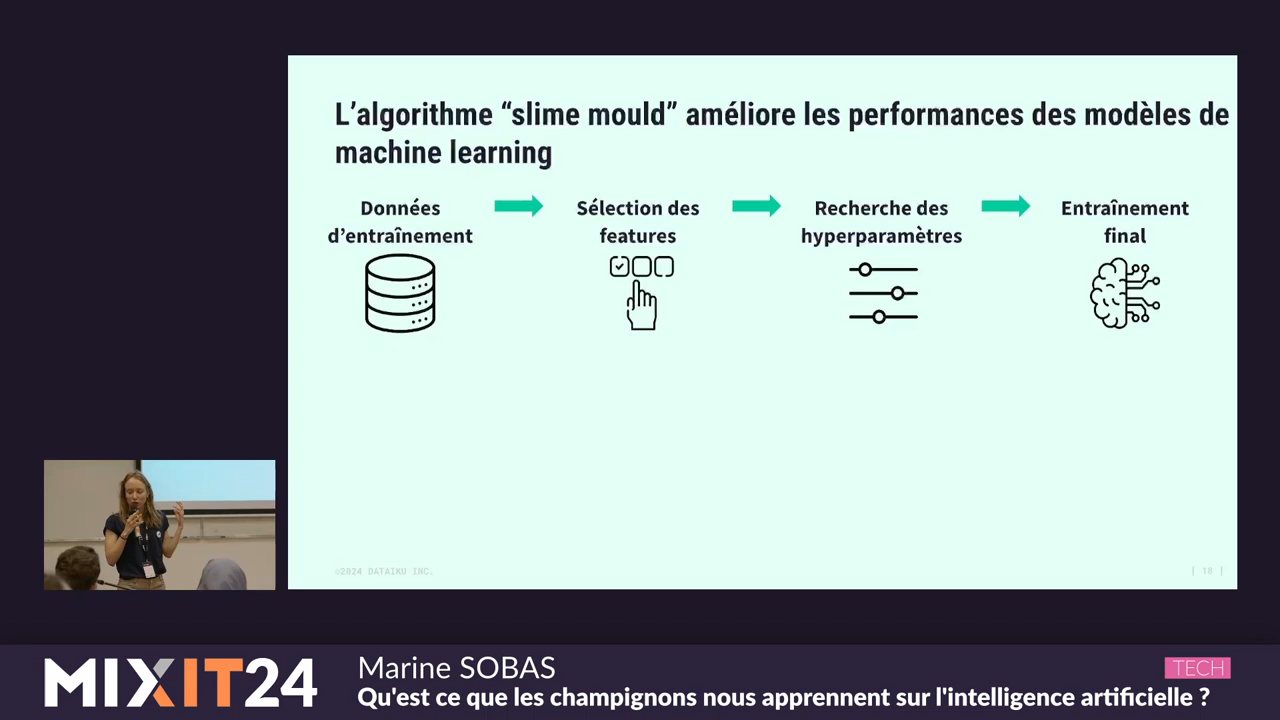 L’algorithme “slime mould” améliore les performances des modèles de
machine learning
Données
d’entraînement
Sélection des
features
Recherche des
hyperparamètres
Entraînement
final
©2024 DATAIKU INC.
| 18 |
MIXIT24
Marine SOBAS
TECH
Qu'est ce que les champignons nous apprennent sur l'intelligence artificielle ?